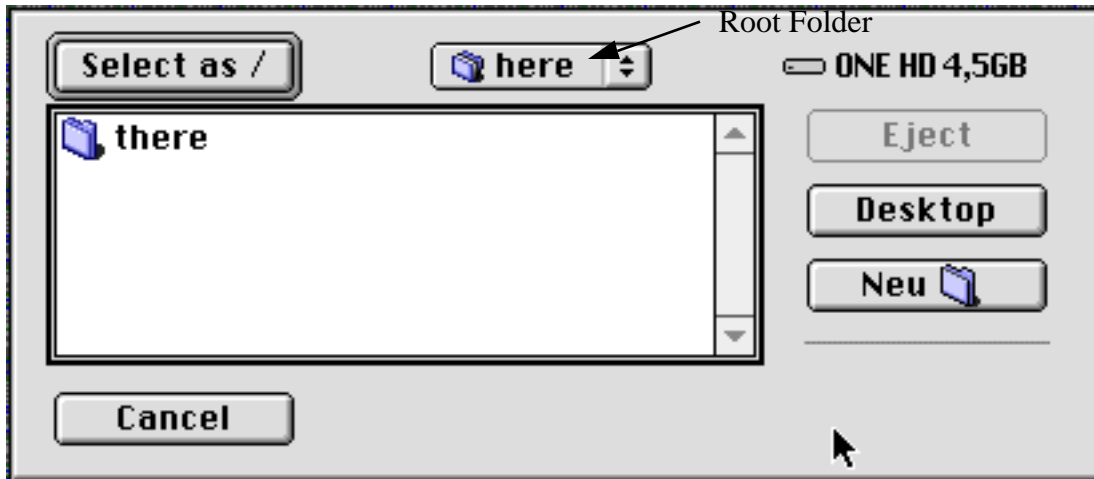 Root Folder
Select as /
here
ONE HD 4,5GB
there
Eject
Desktop
Neu
Cancel